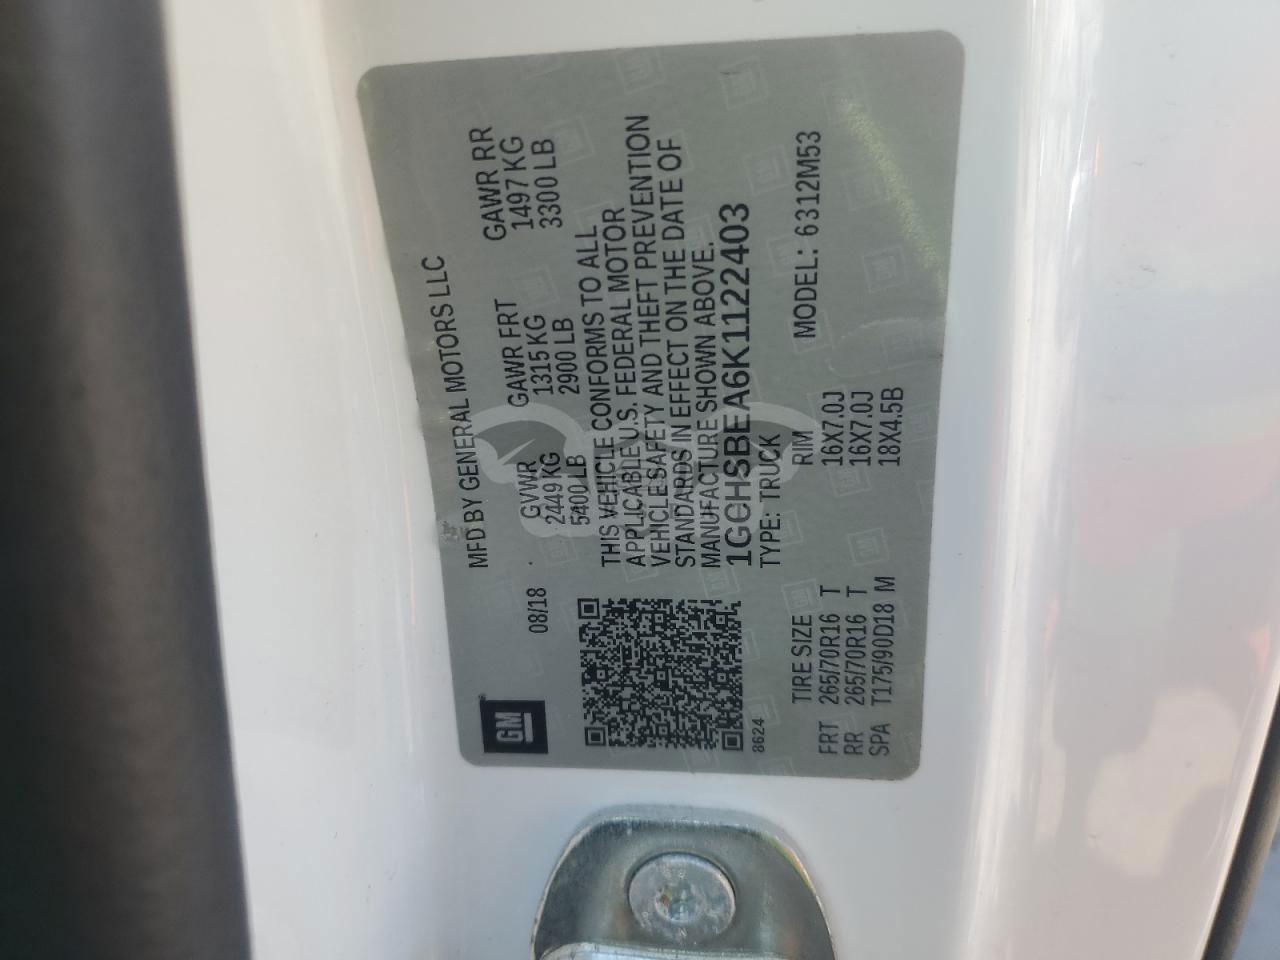 MFD BY GENERAL MOTORS LLC
GM
08/18
GVWR GAWR FRT GAWR RR
2449 KG 1315 KG 1497 KG
5400 LB 2900 LB 3300 LB
THIS VEHICLE CONFORMS TO ALL
APPLICABLE U.S. FEDERAL MOTOR
VEHICLE SAFETY AND THEFT PREVENTION
STANDARDS IN EFFECT ON THE DATE OF
MANUFACTURE SHOWN ABOVE.
1GCHSBEA6K1122403
8624
TYPE: TRUCK MODEL: 6312M53
TIRE SIZE RIM
FRT 265/70R16 T 16X7.0J
RR 265/70R16 T 16X7.0J
SPA T175/90D18 M 18X4.5B